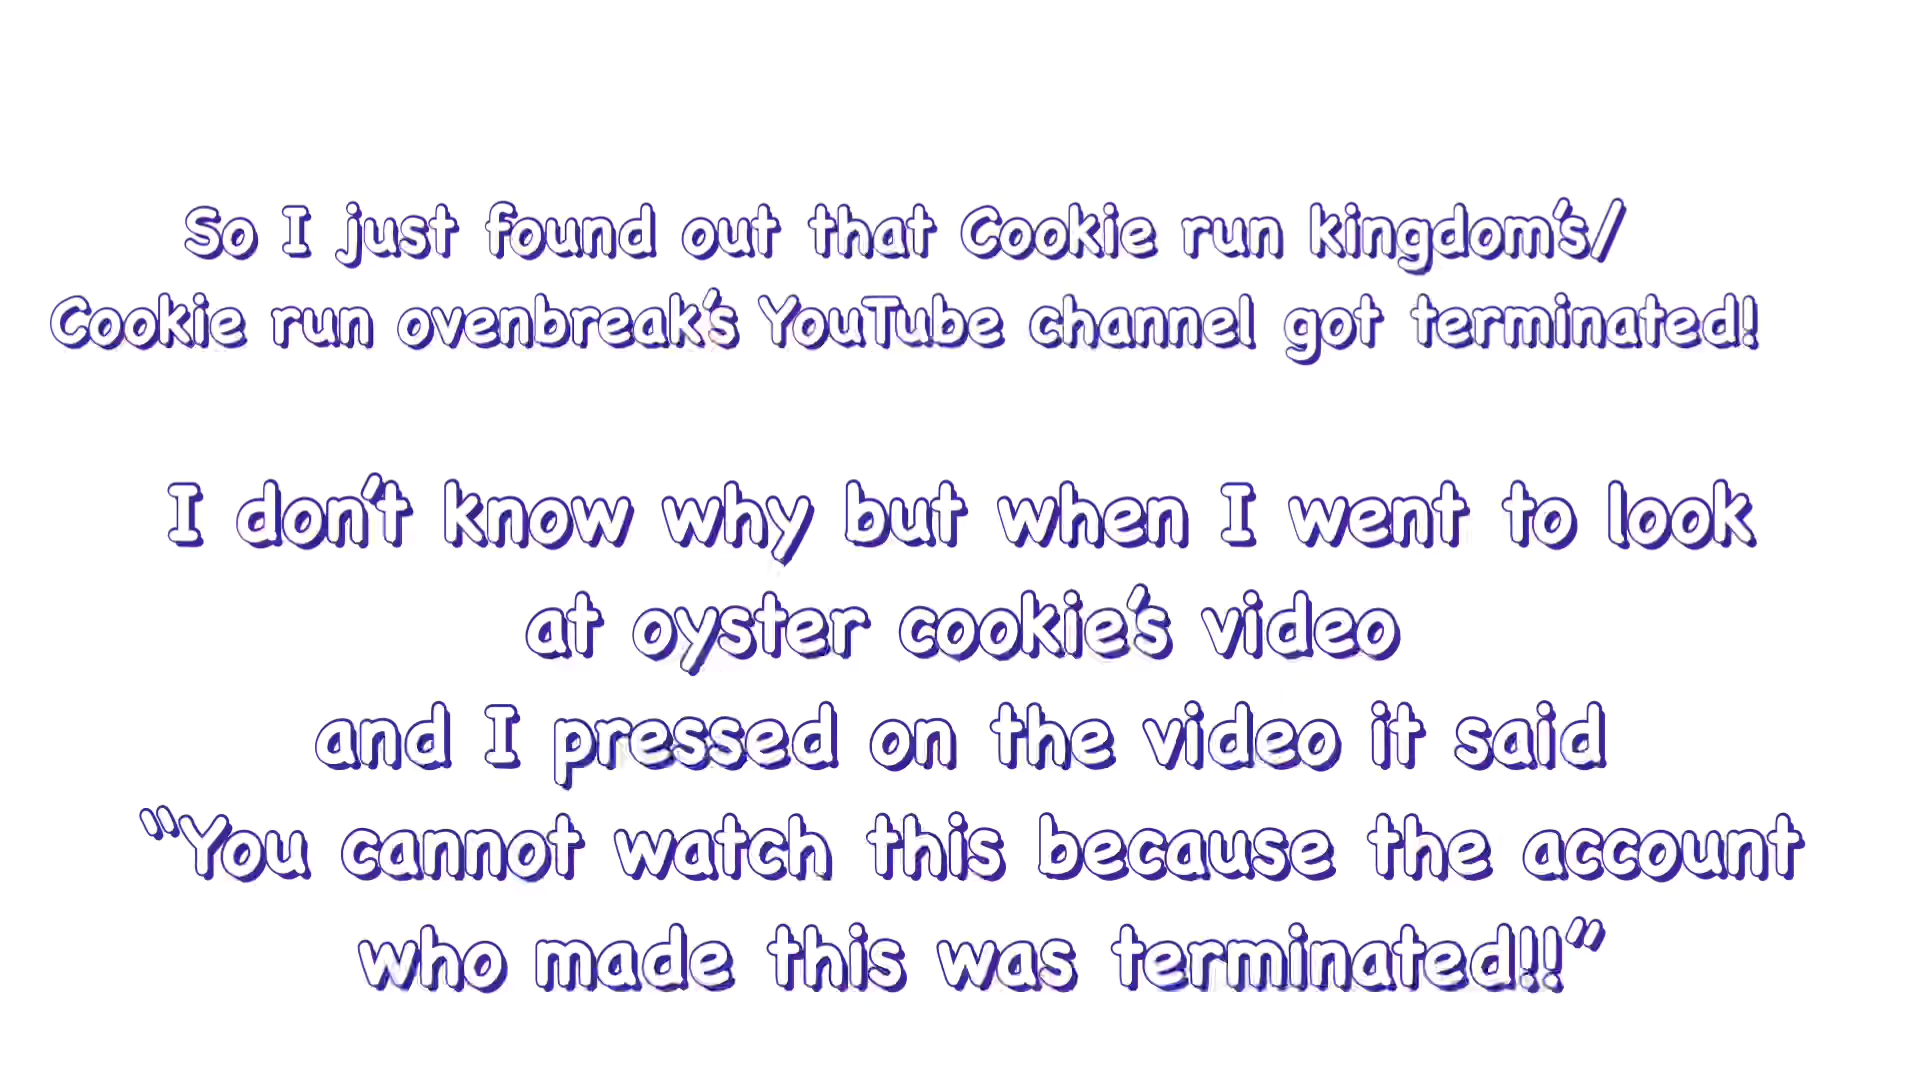 So I just found out that Cookie run kingdom's/
Cookie run ovenbreak's YouTube channel got terminated!
I don't know why but when I went to look
at oyster cookie's video
and I pressed on the video it said
“You cannot watch this because the account
who made this was terminated!!”